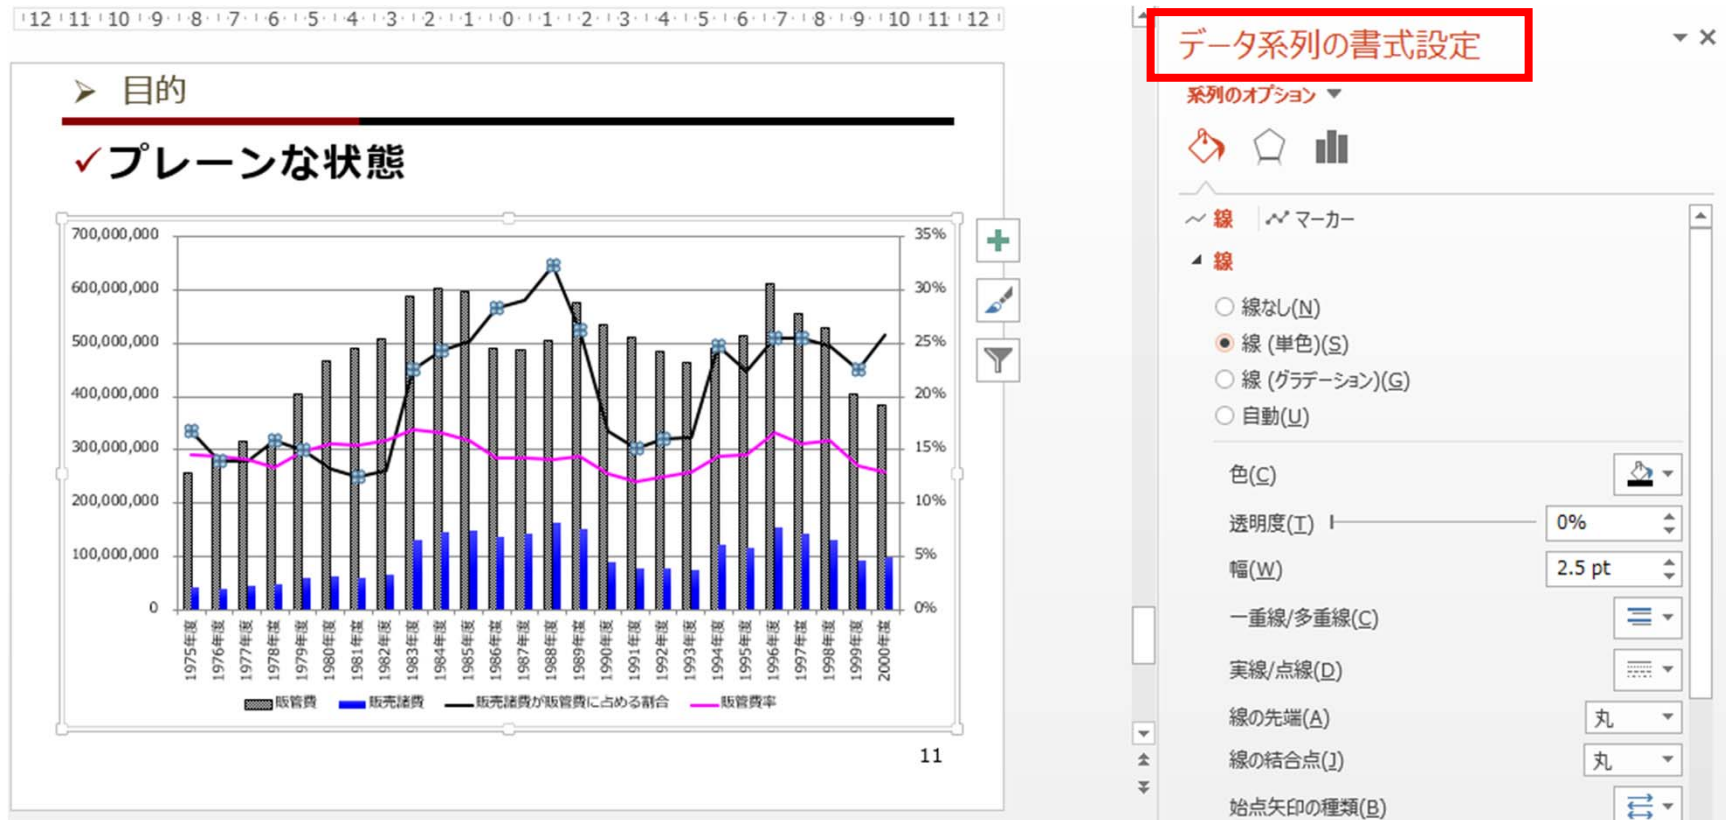 12 11 10 9 8 7 6 5 4 3 2 1 0 1 2 3 4 5 6 7 8 9 10 11 12
目的
✓プレーンな状態
700,000,000
600,000,000
500,000,000
400,000,000
300,000,000
200,000,000
100,000,000
0
35%
30%
25%
20%
15%
10%
5%
0%
1975年度
1976年度
1977年度
1978年度
1979年度
1980年度
1981年度
1982年度
1983年度
1984年度
1985年度
1986年度
1987年度
1988年度
1989年度
1990年度
1991年度
1992年度
1993年度
1994年度
1995年度
1996年度
1997年度
1998年度
1999年度
2000年度
販管費 販売諸費 販売諸費が販管費に占める割合 販管費率
11
データ系列の書式設定
系列のオプション
線 マーカー
線
線なし(N)
線 (単色)(S)
線 (グラデーション)(G)
自動(U)
色(C)
透明度(T) 0%
幅(W) 2.5 pt
一重線/多重線(C)
実線/点線(D)
線の先端(A) 丸
線の結合点(J) 丸
始点矢印の種類(B)